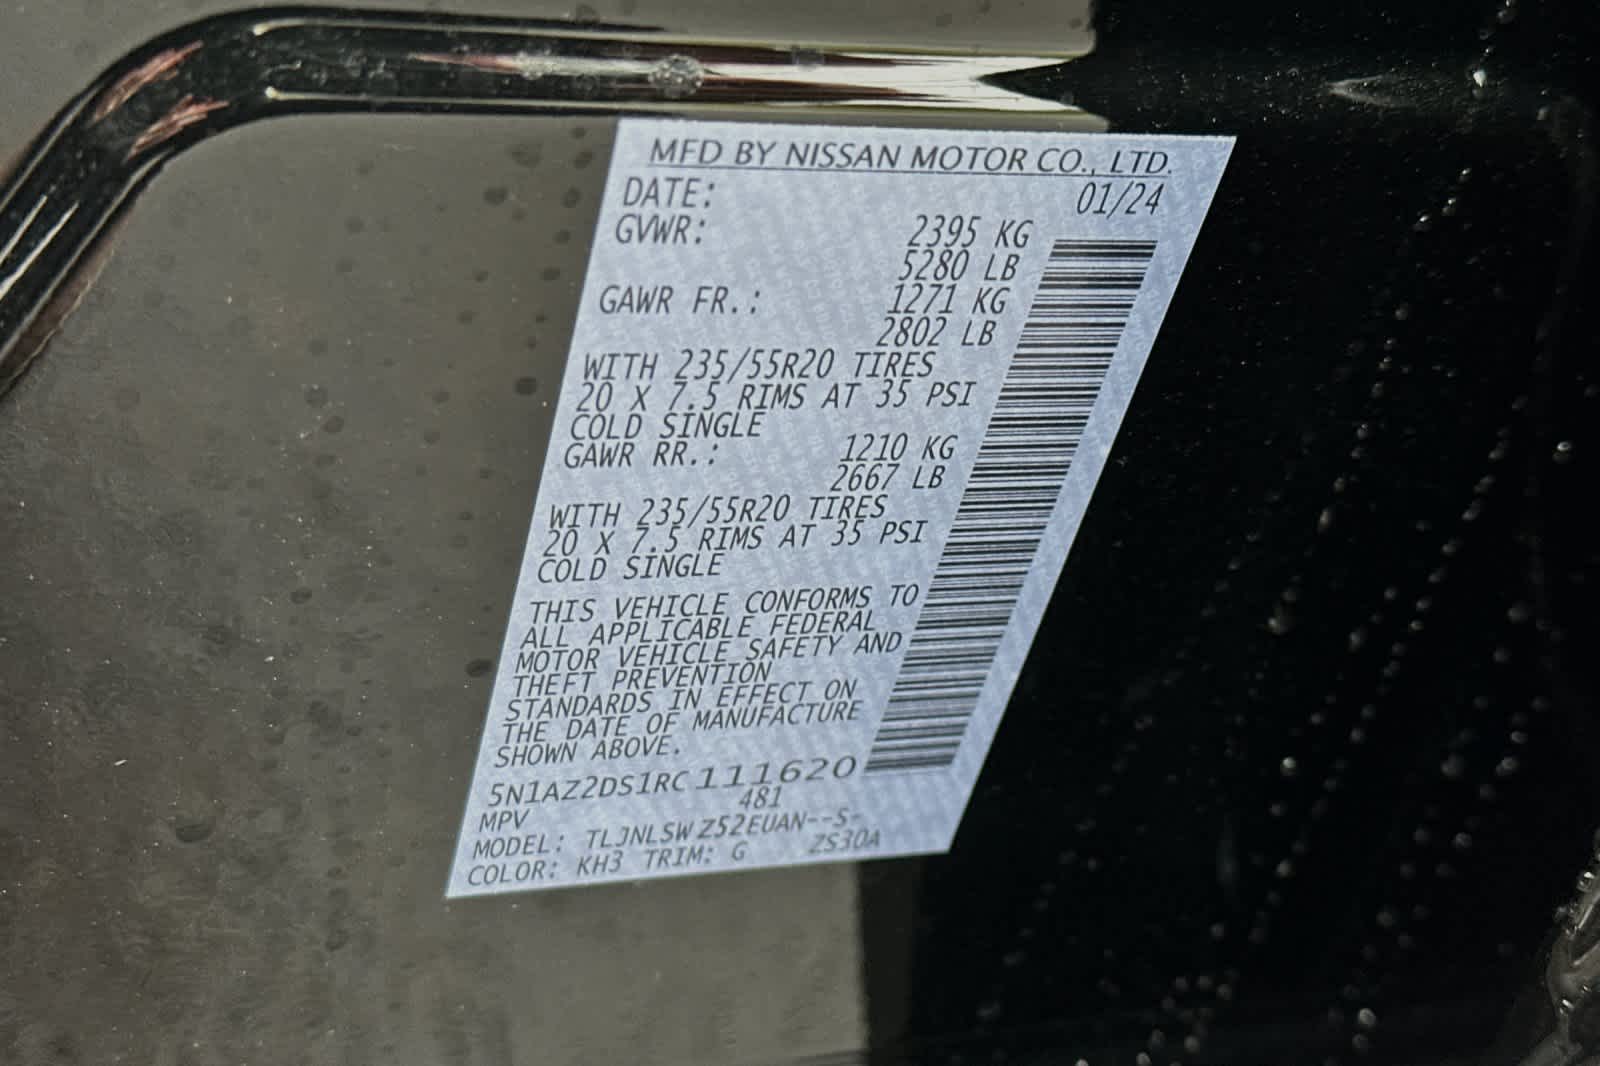 MFD BY NISSAN MOTOR CO., LTD.
DATE: 01/24
GVWR: 2395 KG
5280 LB
GAWR FR.: 1271 KG
2802 LB
WITH 235/55R20 TIRES
20 X 7.5 RIMS AT 35 PSI
COLD SINGLE
GAWR RR.: 1210 KG
2667 LB
WITH 235/55R20 TIRES
20 X 7.5 RIMS AT 35 PSI
COLD SINGLE
THIS VEHICLE CONFORMS TO
ALL APPLICABLE FEDERAL
MOTOR VEHICLE SAFETY AND
THEFT PREVENTION
STANDARDS IN EFFECT ON
THE DATE OF MANUFACTURE
SHOWN ABOVE.
5N1AZ2DS1RC111620
MPV 481
MODEL: TLJNLSWZ52EUAN--S-
COLOR: KH3 TRIM: G ZS30A